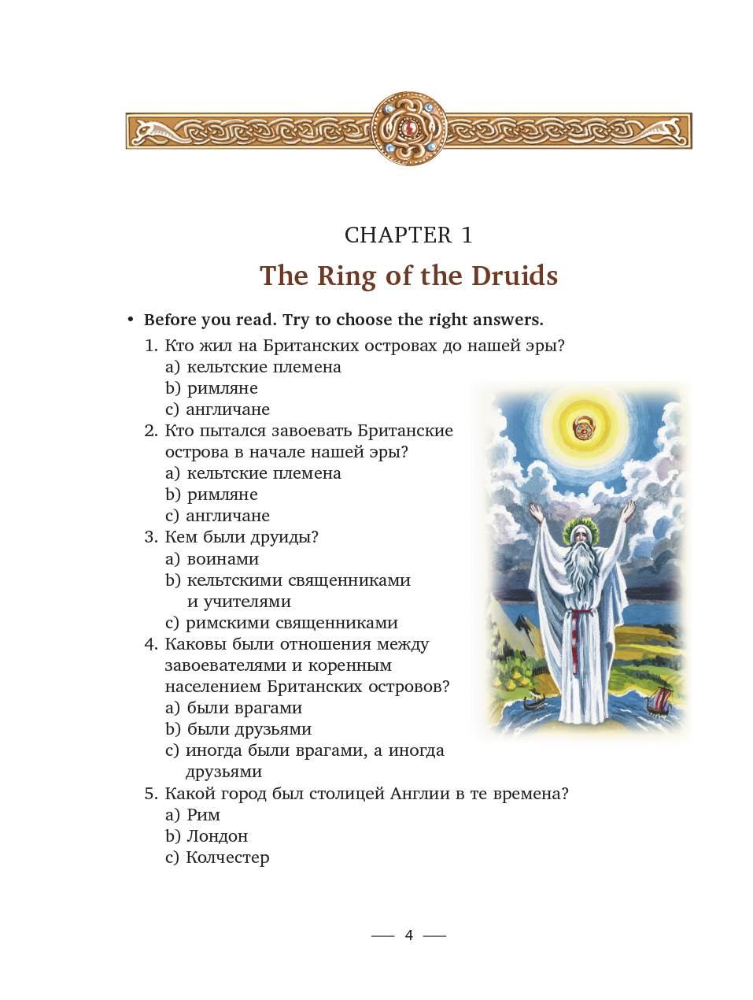 CHAPTER 1
The Ring of the Druids
• Before you read. Try to choose the right answers.
1. Кто жил на Британских островах до нашей эры?
a) кельтские племена
b) римляне
c) англичане
2. Кто пытался завоевать Британские
острова в начале нашей эры?
a) кельтские племена
b) римляне
c) англичане
3. Кем были друиды?
a) воинами
b) кельтскими священниками
и учителями
c) римскими священниками
4. Каковы были отношения между
завоевателями и коренным
населением Британских островов?
a) были врагами
b) были друзьями
c) иногда были врагами, а иногда
друзьями
5. Какой город был столицей Англии в те времена?
a) Рим
b) Лондон
c) Колчестер
4